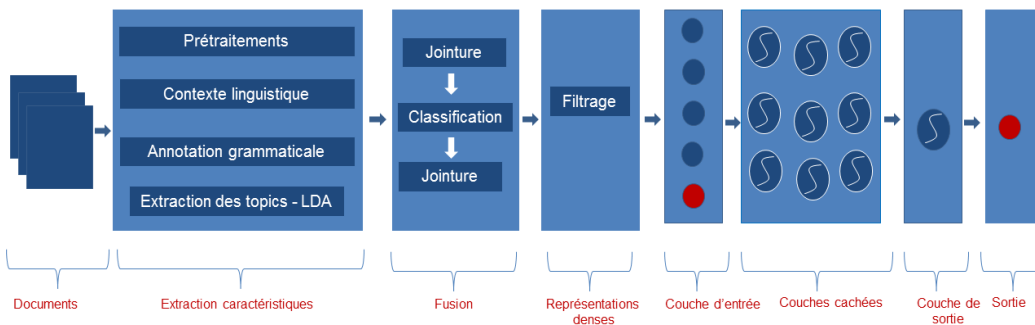 Prétraitements
Contexte linguistique
Annotation grammaticale
Extraction des topics - LDA
Jointure
Classification
Jointure
Filtrage
Documents
Extraction caractéristiques
Fusion
Représentations
denses
Couche d'entrée
Couches cachées
Couche de
sortie
Sortie